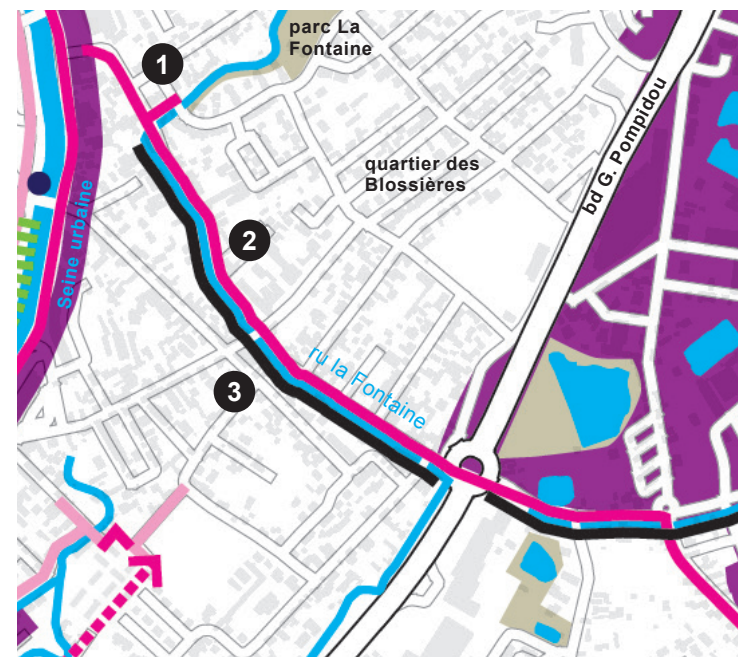 parc La
Fontaine
1
quartier des
Blossières
bd G. Pompidou
Seine urbaine
2
ru la Fontaine
3